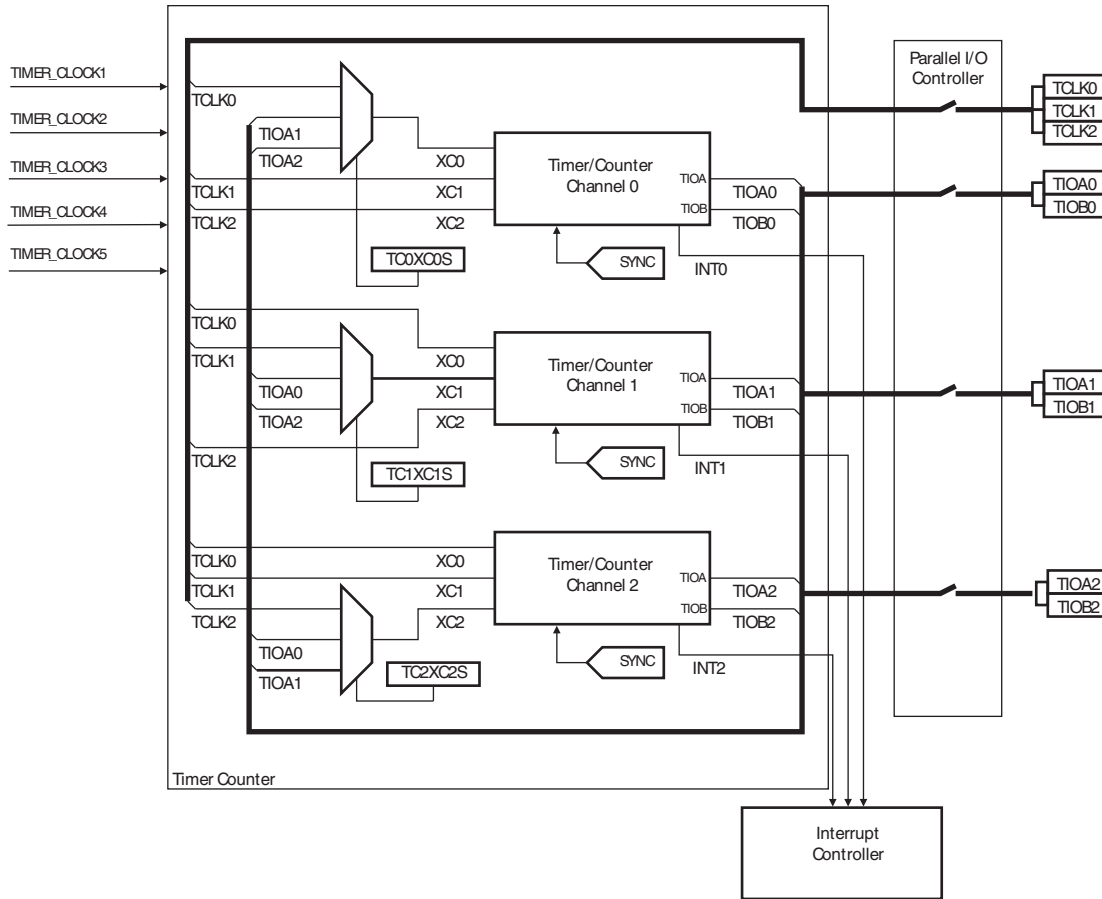 TIMER_CLOCK1
TIMER_CLOCK2
TIMER_CLOCK3
TIMER_CLOCK4
TIMER_CLOCK5
TCLK0
TIOA1
TIOA2
TCLK1
TCLK2
XC0
XC1
XC2
TC0XC0S
Timer/Counter
Channel 0
TIOA
TIOB
TIOA0
TIOB0
SYNC
INT0
TCLK0
TCLK1
TIOA0
TIOA2
TCLK2
XC0
XC1
XC2
TC1XC1S
Timer/Counter
Channel 1
TIOA
TIOB
TIOA1
TIOB1
SYNC
INT1
TCLK0
TCLK1
TCLK2
TIOA0
TIOA1
XC0
XC1
XC2
TC2XC2S
Timer/Counter
Channel 2
TIOA
TIOB
TIOA2
TIOB2
SYNC
INT2
Timer Counter
Parallel I/O
Controller
TCLK0
TCLK1
TCLK2
TIOA0
TIOB0
TIOA1
TIOB1
TIOA2
TIOB2
Interrupt
Controller